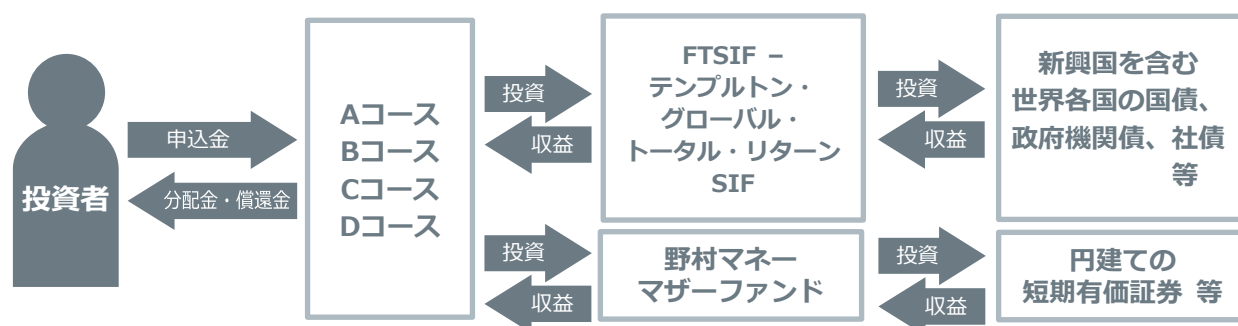 投資者
申込金
分配金・償還金
Aコース
Bコース
Cコース
Dコース
投資
収益
FTSIF –
テンプルトン・
グローバル・
トータル・リターン
SIF
投資
収益
新興国を含む
世界各国の国債、
政府機関債、社債
等
投資
収益
野村マネー
マザーファンド
投資
収益
円建ての
短期有価証券 等